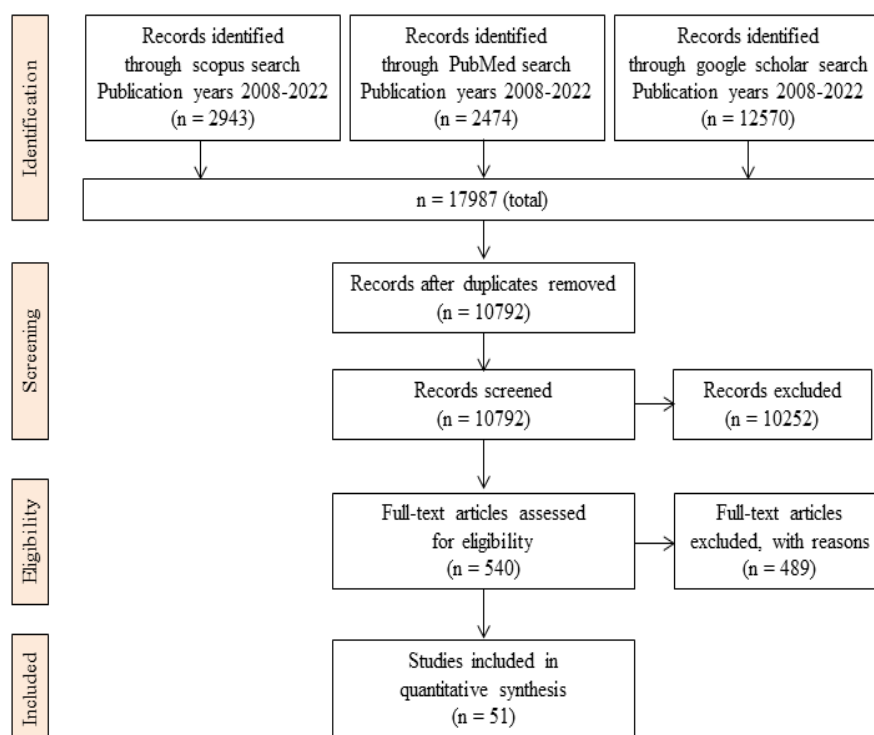 Identification
Records identified
through scopus search
Publication years 2008-2022
(n = 2943)
Records identified
through PubMed search
Publication years 2008-2022
(n = 2474)
Records identified
through google scholar search
Publication years 2008-2022
(n = 12570)
n = 17987 (total)
Screening
Records after duplicates removed
(n = 10792)
Records screened
(n = 10792)
Records excluded
(n = 10252)
Eligibility
Full-text articles assessed
for eligibility
(n = 540)
Full-text articles
excluded, with reasons
(n = 489)
Included
Studies included in
quantitative synthesis
(n = 51)